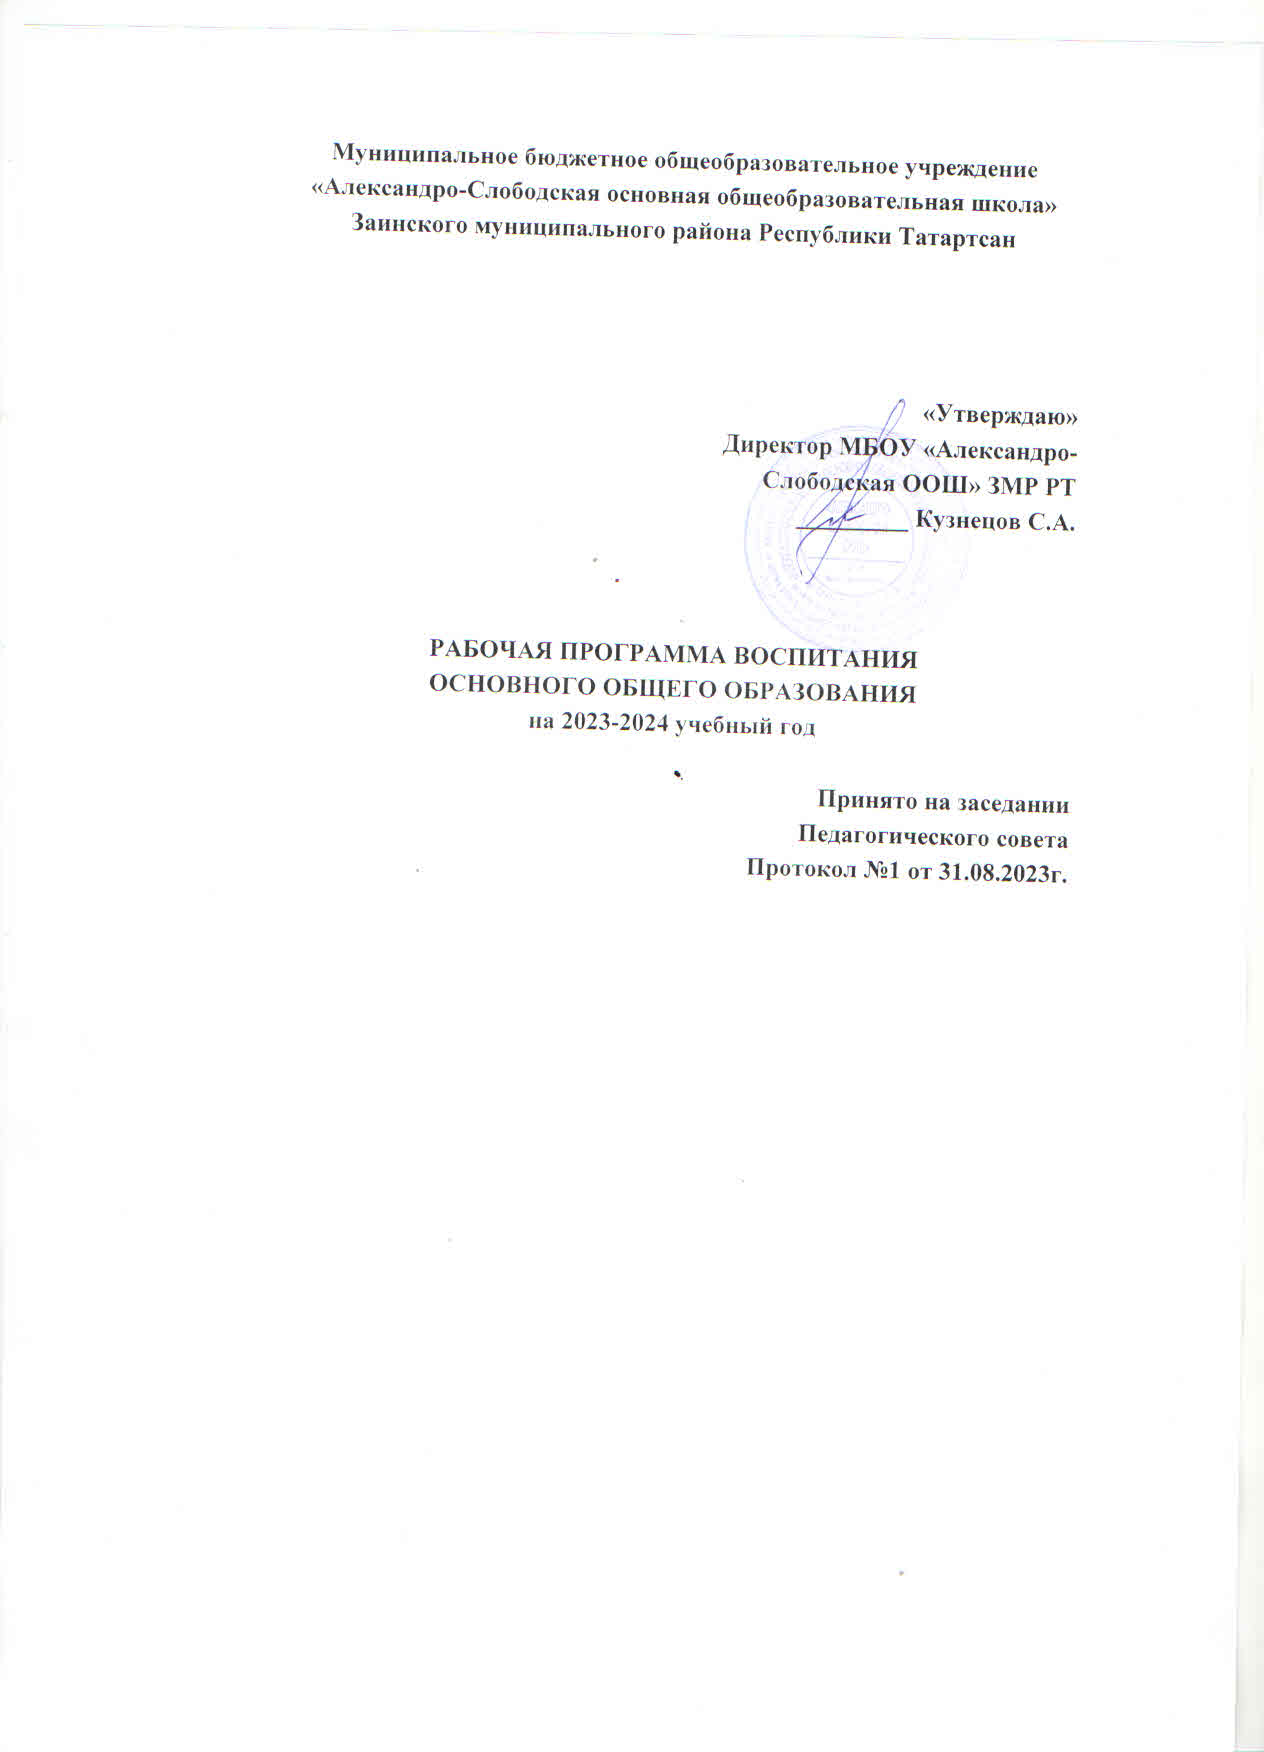 Муниципальное бюджетное общеобразовательное учреждение
«Александро-Слободская основная общеобразовательная школа»
Заинского муниципального района Республики Татартсан
«Утверждаю»
Директор МБОУ «Александро-
Слободская ООШ» ЗМР РТ
_________ Кузнецов С.А.
РАБОЧАЯ ПРОГРАММА ВОСПИТАНИЯ
ОСНОВНОГО ОБЩЕГО ОБРАЗОВАНИЯ
на 2023-2024 учебный год
Принято на заседании
Педагогического совета
Протокол №1 от 31.08.2023г.